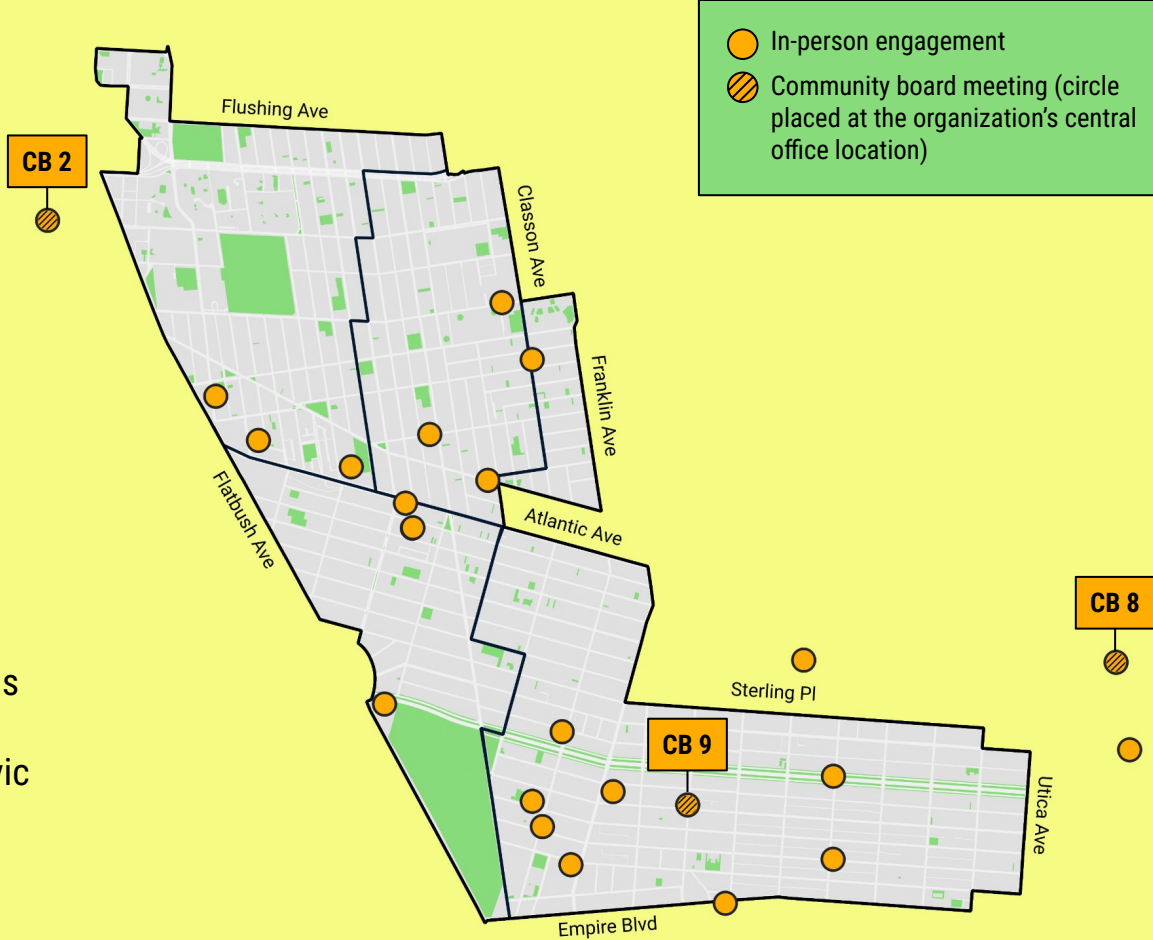 In-person engagement
Community board meeting (circle
placed at the organization's central
office location)
Flushing Ave
CB 2
Classon Ave
Franklin Ave
Flatbush Ave
Atlantic Ave
CB 8
s
Sterling Pl
CB 9
vic
Utica Ave
Empire Blvd